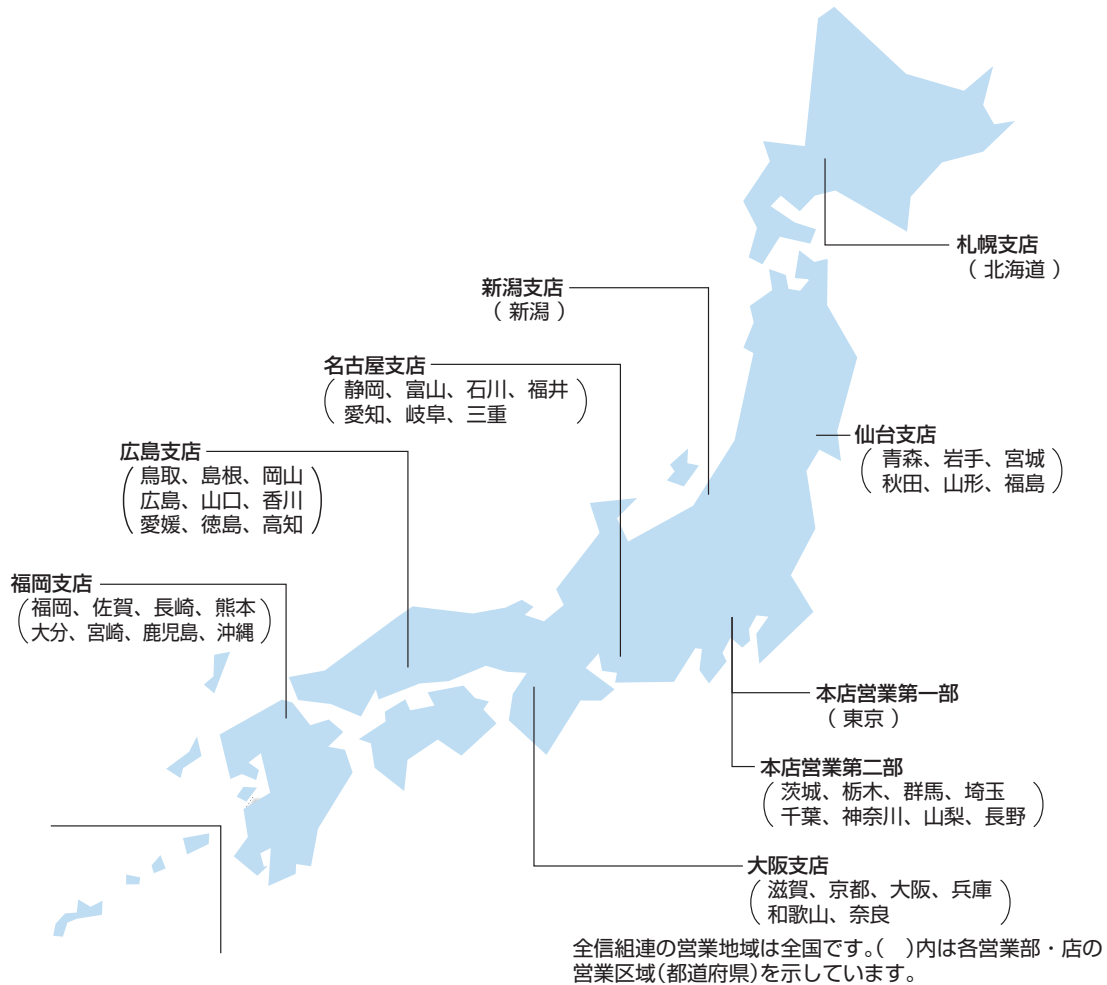 札幌支店
（ 北海道 ）
新潟支店
（ 新潟 ）
名古屋支店
（静岡、富山、石川、福井
愛知、岐阜、三重）
仙台支店
（青森、岩手、宮城
秋田、山形、福島）
広島支店
（鳥取、島根、岡山
広島、山口、香川
愛媛、徳島、高知）
福岡支店
（福岡、佐賀、長崎、熊本
大分、宮崎、鹿児島、沖縄）
本店営業第一部
（ 東京 ）
本店営業第二部
（茨城、栃木、群馬、埼玉
千葉、神奈川、山梨、長野）
大阪支店
（滋賀、京都、大阪、兵庫
和歌山、奈良）
全信組連の営業地域は全国です。(　)内は各営業部・店の
営業区域(都道府県)を示しています。